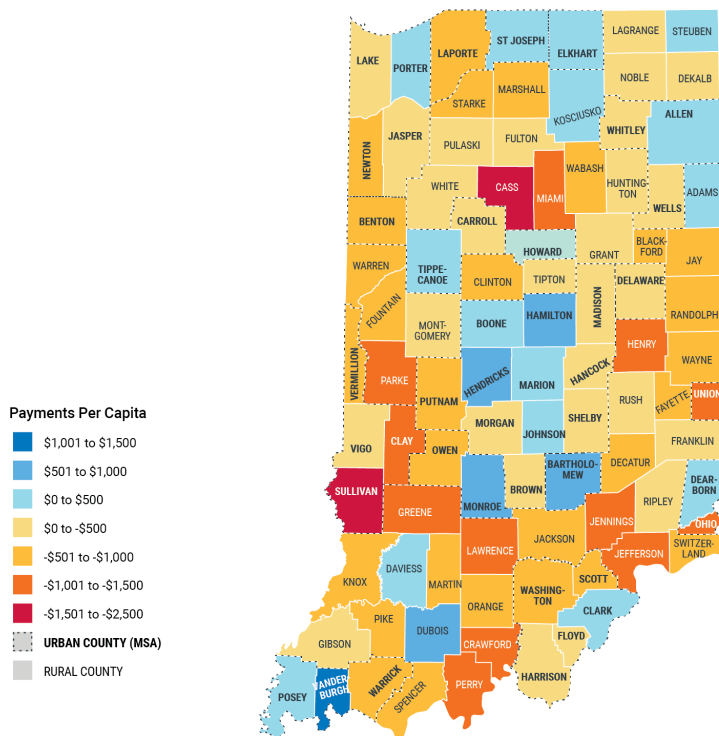 LAKE
PORTER
LAPORTE
ST JOSEPH
ELKHART
LAGRANGE
STEUBEN
STARKE
MARSHALL
KOSCIUSKO
NOBLE
DEKALB
NEWTON
JASPER
PULASKI
FULTON
WHITLEY
ALLEN
WHITE
CASS
MIAMI
WABASH
HUNTING-
TON
WELLS
ADAMS
BENTON
CARROLL
HOWARD
GRANT
BLACK-
FORD
JAY
WARREN
TIPPE-
CANOE
CLINTON
TIPTON
DELAWARE
FOUNTAIN
MONT-
GOMERY
BOONE
HAMILTON
MADISON
RANDOLPH
VERMILLION
PARKE
PUTNAM
HENDRICKS
MARION
HANCOCK
HENRY
WAYNE
Payments Per Capita
$1,001 to $1,500
$501 to $1,000
$0 to $500
$0 to -$500
-$501 to -$1,000
-$1,001 to -$1,500
-$1,501 to -$2,500
URBAN COUNTY (MSA)
RURAL COUNTY
VIGO
CLAY
OWEN
MORGAN
JOHNSON
SHELBY
RUSH
FAYETTE
UNION
FRANKLIN
SULLIVAN
GREENE
MONROE
BROWN
BARTHOLO-
MEW
DECATUR
RIPLEY
DEAR-
BORN
OHIO
LAWRENCE
JACKSON
JENNINGS
JEFFERSON
SWITZER-
LAND
KNOX
DAVIESS
MARTIN
ORANGE
WASHING-
TON
SCOTT
CLARK
GIBSON
PIKE
DUBOIS
CRAWFORD
FLOYD
HARRISON
POSEY
VANDER-
BURGH
WARRICK
SPENCER
PERRY